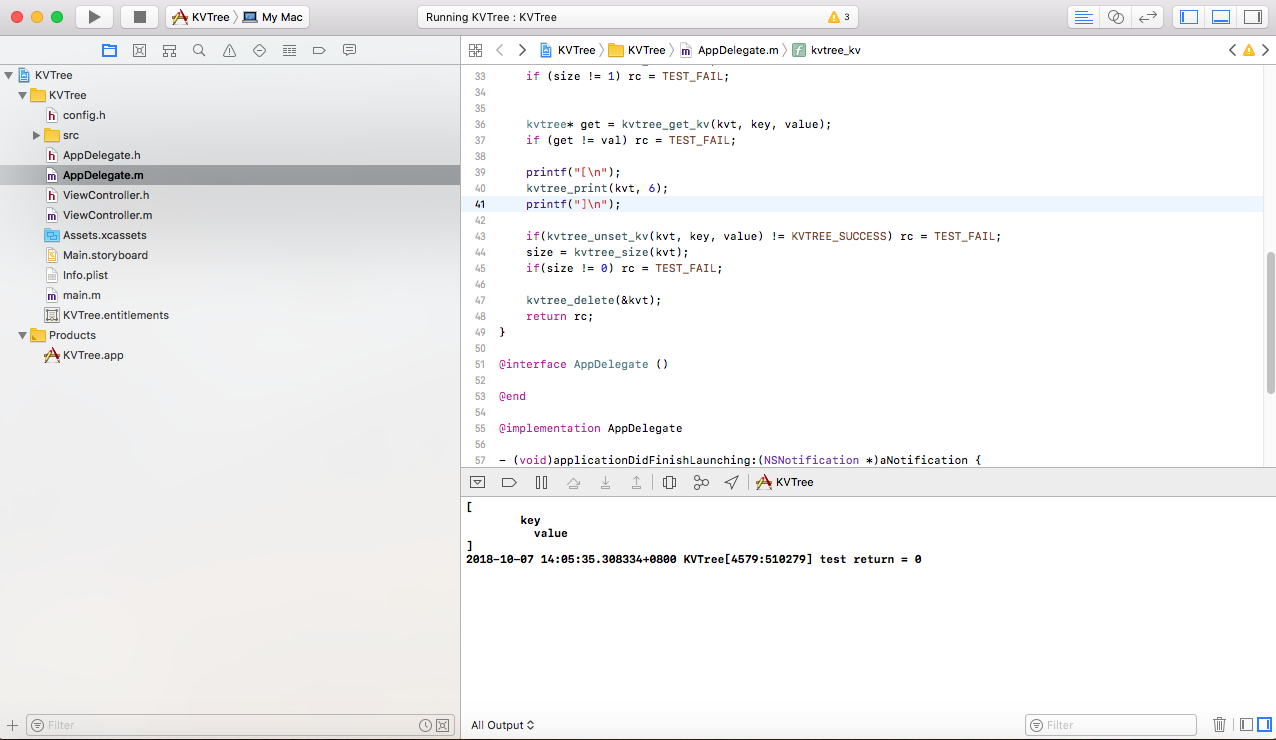 KVTree
My Mac
Running KVTree : KVTree
3
KVTree
KVTree
config.h
src
AppDelegate.h
AppDelegate.m
ViewController.h
ViewController.m
Assets.xcassets
Main.storyboard
Info.plist
main.m
KVTree.entitlements
Products
KVTree.app
Filter
KVTree
KVTree
AppDelegate.m
kvtree_kv
33 if (size != 1) rc = TEST_FAIL;
34
35
36 kvtree* get = kvtree_get_kv(kvt, key, value);
37 if (get != val) rc = TEST_FAIL;
38
39 printf("[\n");
40 kvtree_print(kvt, 6);
41 printf("]\n");
42
43 if(kvtree_unset_kv(kvt, key, value) != KVTREE_SUCCESS) rc = TEST_FAIL;
44 size = kvtree_size(kvt);
45 if(size != 0) rc = TEST_FAIL;
46
47 kvtree_delete(&kvt);
48 return rc;
49 }
50
51 @interface AppDelegate ()
52
53 @end
54
55 @implementation AppDelegate
56
57 - (void)applicationDidFinishLaunching:(NSNotification *)aNotification {
KVTree
[
key
value
]
2018-10-07 14:05:35.308334+0800 KVTree[4579:510279] test return = 0
All Output
Filter